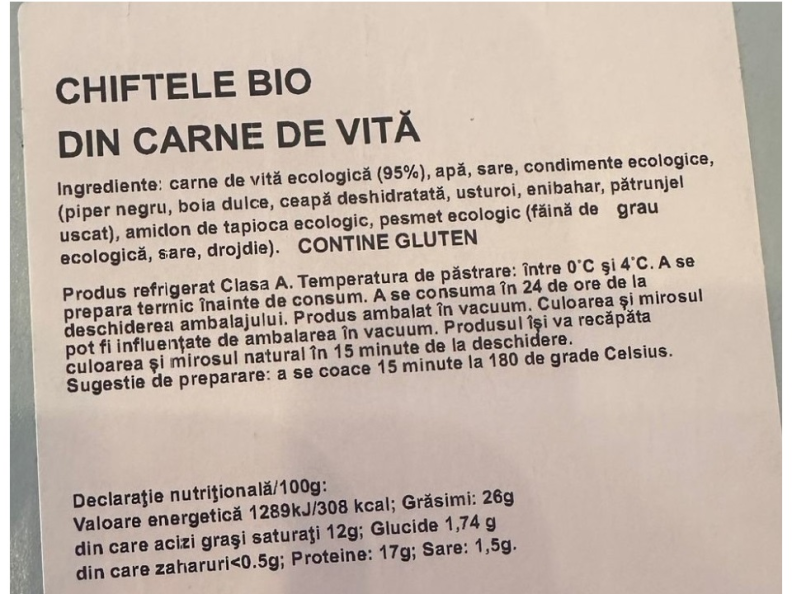 CHIFTELE BIO
DIN CARNE DE VITĂ
Ingrediente: carne de vită ecologică (95%), apă, sare, condimente ecologice,
(piper negru, boia dulce, ceapă deshidratată, usturoi, enibahar, pătrunjel
uscat), amidon de tapioca ecologic, pesmet ecologic (făină de grau
ecologică, sare, drojdie). CONTINE GLUTEN
Produs refrigerat Clasa A. Temperatura de păstrare: între 0°C şi 4°C. A se
prepara termic înainte de consum. A se consuma în 24 de ore de la
deschiderea ambalajului. Produs ambalat în vacuum. Culoarea şi mirosul
pot fi influenţate de ambalarea în vacuum. Produsul îşi va recăpăta
culoarea şi mirosul natural în 15 minute de la deschidere.
Sugestie de preparare: a se coace 15 minute la 180 de grade Celsius.
Declaraţie nutriţională/100g:
Valoare energetică 1289kJ/308 kcal; Grăsimi: 26g
din care acizi graşi saturaţi 12g; Glucide 1,74 g
din care zaharuri<0.5g; Proteine: 17g; Sare: 1,5g.